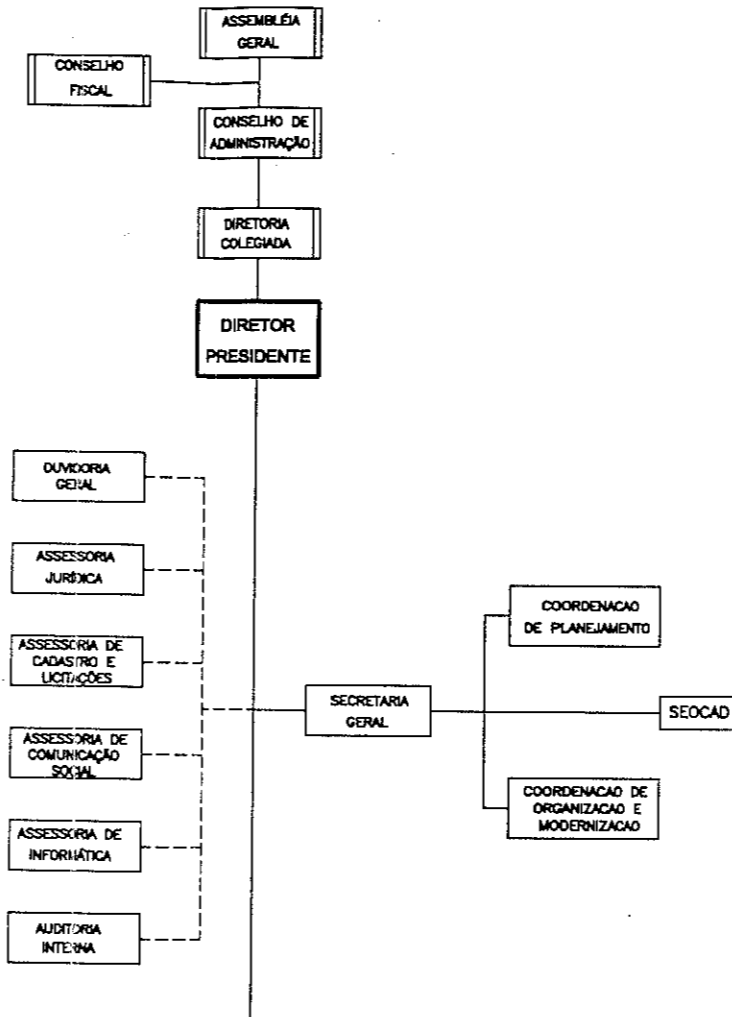 ASSEMBLÉIA
GERAL
CONSELHO
FISCAL
CONSELHO DE
ADMINISTRAÇÃO
DIRETORIA
COLEGIADA
DIRETOR
PRESIDENTE
OUVIDORIA
GERAL
ASSESSORIA
JURÍDICA
ASSESSORIA DE
CADASTRO E
LICITAÇÕES
ASSESSORIA DE
COMUNICAÇÃO
SOCIAL
ASSESSORIA DE
INFORMÁTICA
AUDITORIA
INTERNA
SECRETARIA
GERAL
COORDENACAO
DE PLANEJAMENTO
SEOCAD
COORDENACAO DE
ORGANIZACAO E
MODERNIZACAO